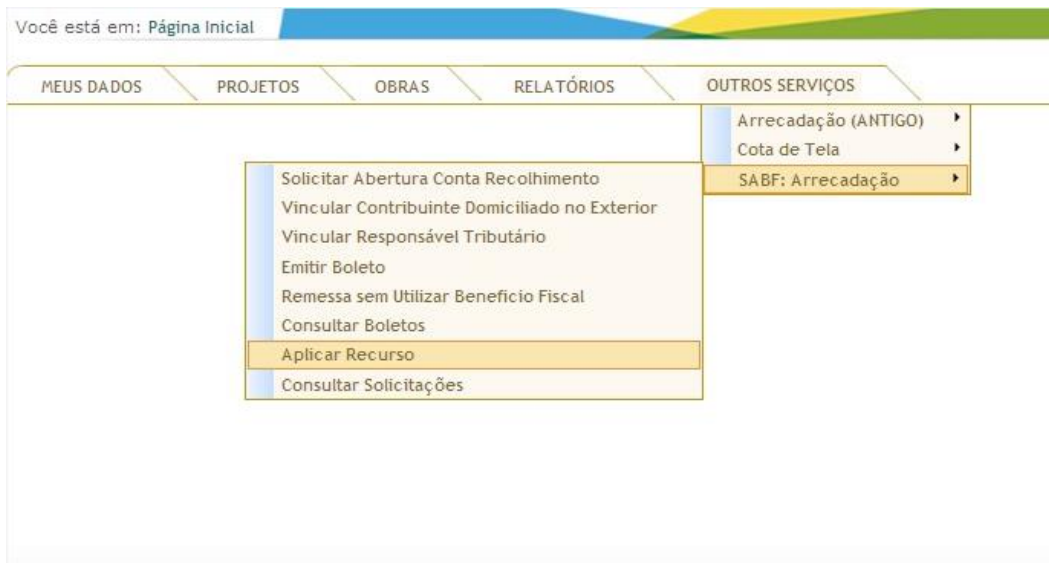 Você está em: Página Inicial
MEUS DADOS PROJETOS OBRAS RELATÓRIOS OUTROS SERVIÇOS
Arrecadação (ANTIGO)
Cota de Tela
SABF: Arrecadação
Solicitar Abertura Conta Recolhimento
Vincular Contribuinte Domiciliado no Exterior
Vincular Responsável Tributário
Emitir Boleto
Remessa sem Utilizar Beneficio Fiscal
Consultar Boletos
Aplicar Recurso
Consultar Solicitações